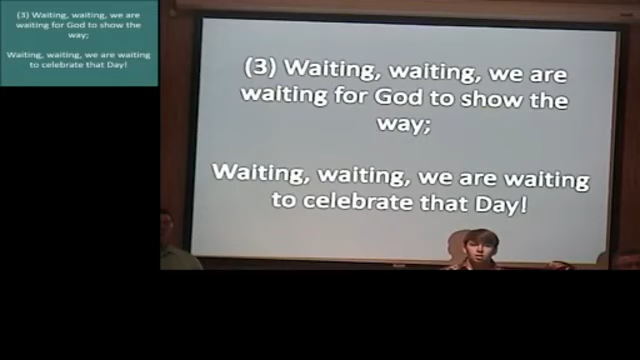 (3) Waiting, waiting, we are
waiting for God to show the
way;
Waiting, waiting, we are waiting
to celebrate that Day!
(3) Waiting, waiting, we are
waiting for God to show the
way;
Waiting, waiting, we are waiting
to celebrate that Day!